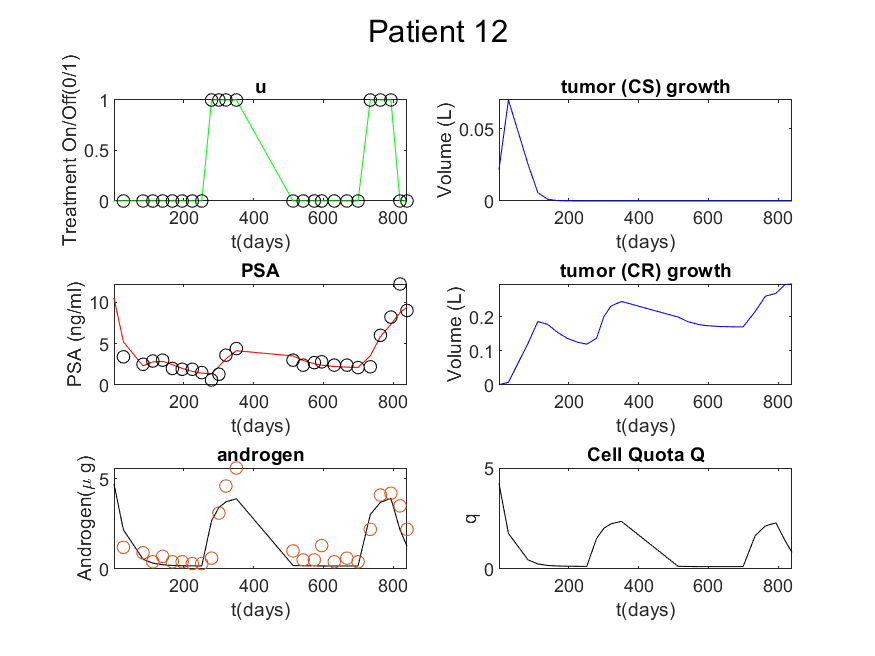 Patient 12
u
Treatment On/Off(0/1)
1
0.5
0
200 400 600 800
t(days)
tumor (CS) growth
Volume (L)
0.05
0
200 400 600 800
t(days)
PSA
PSA (ng/ml)
10
5
0
200 400 600 800
t(days)
tumor (CR) growth
Volume (L)
0.2
0.1
0
200 400 600 800
t(days)
androgen
Androgen(μ g)
5
0
200 400 600 800
t(days)
Cell Quota Q
q
5
0
200 400 600 800
t(days)